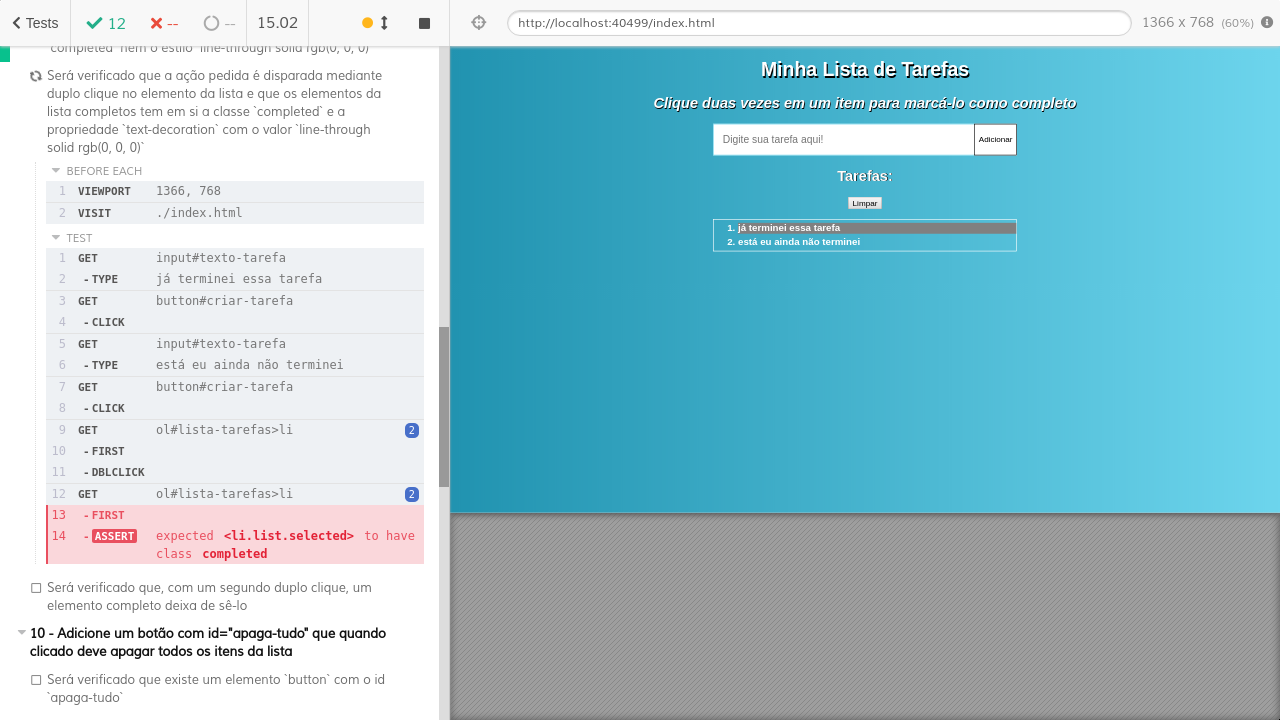 Tests
12
--
--
15.02
http://localhost:40499/index.html
1366 x 768 (60%)
`completed` nem o estilo `line-through solid rgb(0, 0, 0)`
Será verificado que a ação pedida é disparada mediante
duplo clique no elemento da lista e que os elementos da
lista completos tem em si a classe `completed` e a
propriedade `text-decoration` com o valor `line-through
solid rgb(0, 0, 0)`
BEFORE EACH
1 VIEWPORT 1366, 768
2 VISIT ./index.html
TEST
1 GET input#texto-tarefa
2 -TYPE já terminei essa tarefa
3 GET button#criar-tarefa
4 -CLICK
5 GET input#texto-tarefa
6 -TYPE está eu ainda não terminei
7 GET button#criar-tarefa
8 -CLICK
9 GET ol#lista-tarefas>li 2
10 -FIRST
11 -DBLCLICK
12 GET ol#lista-tarefas>li 2
13 -FIRST
14 -ASSERT expected <li.list.selected> to have
class completed
Será verificado que, com um segundo duplo clique, um
elemento completo deixa de sê-lo
10 - Adicione um botão com id="apaga-tudo" que quando
clicado deve apagar todos os itens da lista
Será verificado que existe um elemento `button` com o id
`apaga-tudo`
Minha Lista de Tarefas
Clique duas vezes em um item para marcá-lo como completo
Digite sua tarefa aqui!
Adicionar
Tarefas:
Limpar
1. já terminei essa tarefa
2. está eu ainda não terminei